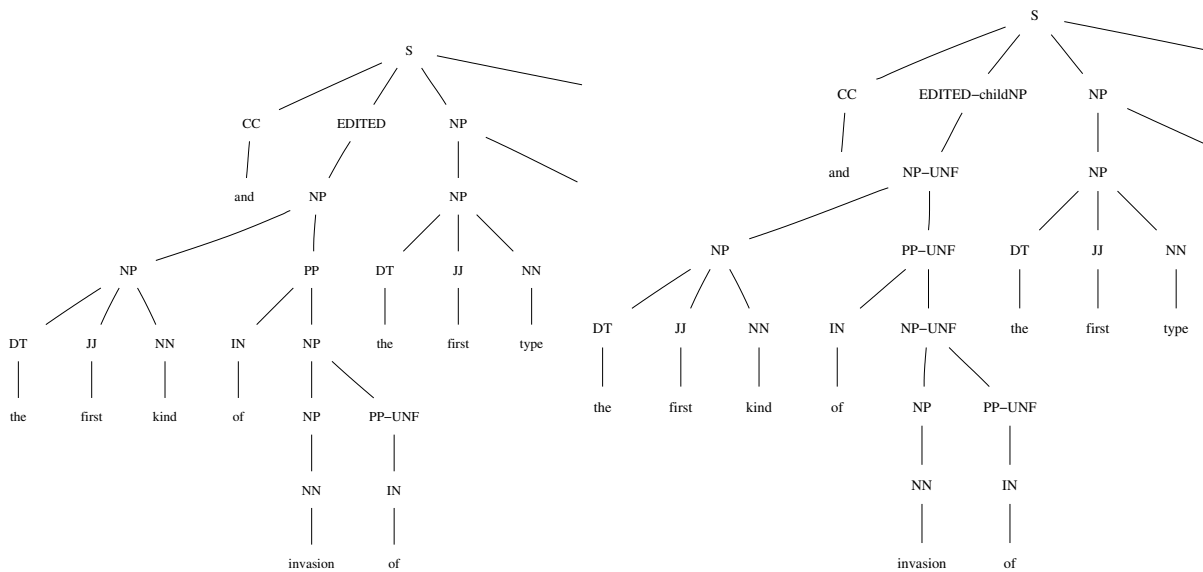 S
CC EDITED NP
and NP NP
NP PP DT JJ NN
DT JJ NN IN NP the first type
the first kind of NP PP–UNF
NN IN
invasion of
S
CC EDITED–childNP NP
and NP–UNF NP
NP PP–UNF DT JJ NN
DT JJ NN IN NP–UNF the first type
the first kind of NP PP–UNF
NN IN
invasion of